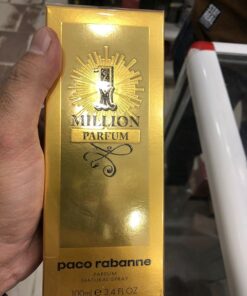 1
MILLION
PARFUM
paco rabanne
PARFUM
NATURAL SPRAY
100ml e 3.4 FL OZ